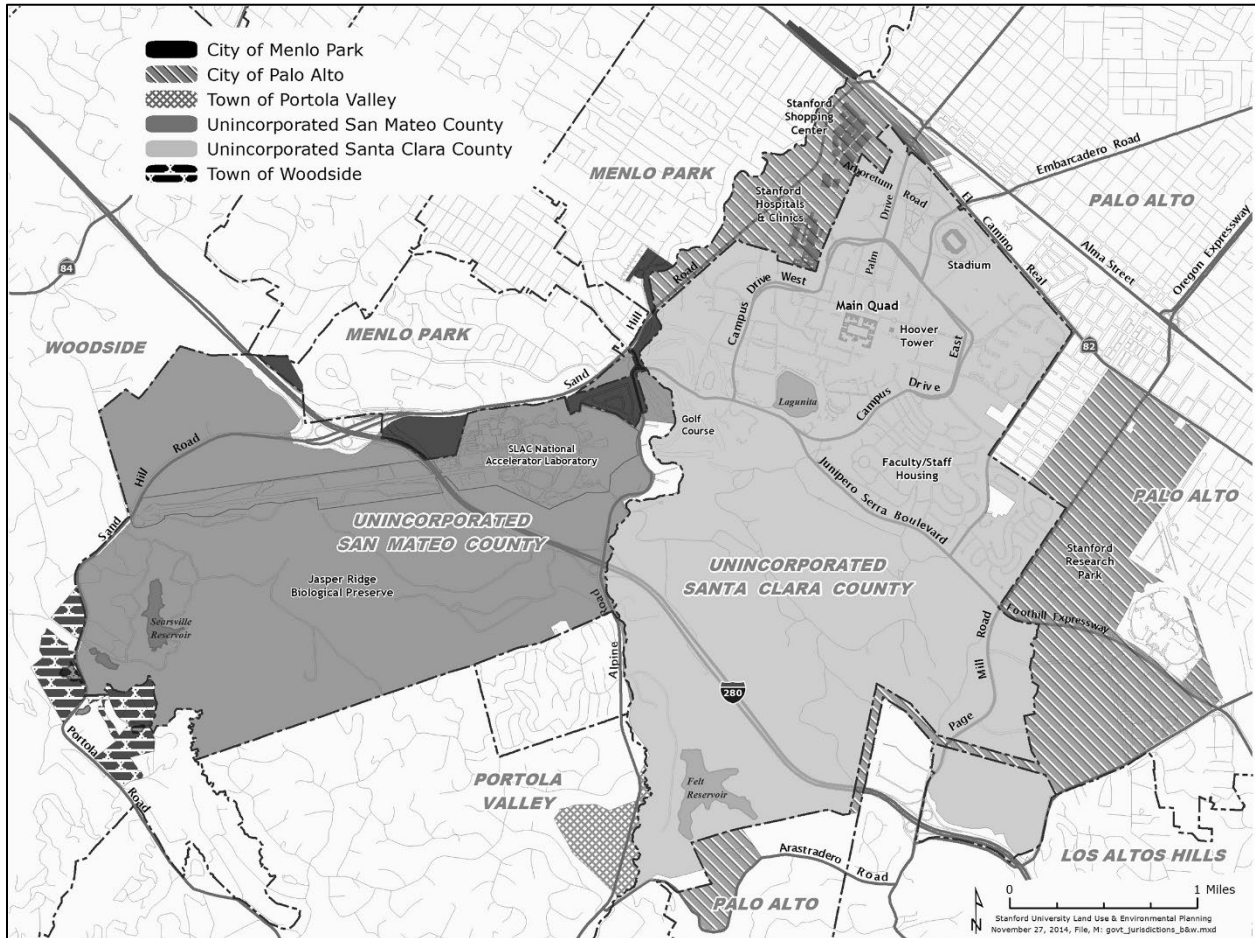 City of Menlo Park
City of Palo Alto
Town of Portola Valley
Unincorporated San Mateo County
Unincorporated Santa Clara County
Town of Woodside
Stanford
Shopping
Center
Embarcadero Road
MENLO PARK
Arboretum Road
Stanford
Hospitals
& Clinics
PALO ALTO
El Camino Real
Alma Street
Oregon Expressway
Palm Drive
Stadium
84
Sand Hill Road
Campus Drive West
Main Quad
Hoover
Tower
MENLO PARK
WOODSIDE
82
Campus Drive East
Lagunita
Golf
Course
SLAC National
Accelerator Laboratory
Faculty/Staff
Housing
Sand Hill Road
Junipero Serra Boulevard
PALO ALTO
UNINCORPORATED
SAN MATEO COUNTY
Stanford
Research
Park
UNINCORPORATED
SANTA CLARA COUNTY
Jasper Ridge
Biological Preserve
Searsville
Reservoir
Foothill Expressway
Alpine Road
Page Mill Road
280
Portola Road
PORTOLA
VALLEY
Felt
Reservoir
Arastradero Road
LOS ALTOS HILLS
PALO ALTO
N
0 1 Miles
Stanford University Land Use & Environmental Planning
November 27, 2014, File, M: govt_jurisdictions_b&w.mxd